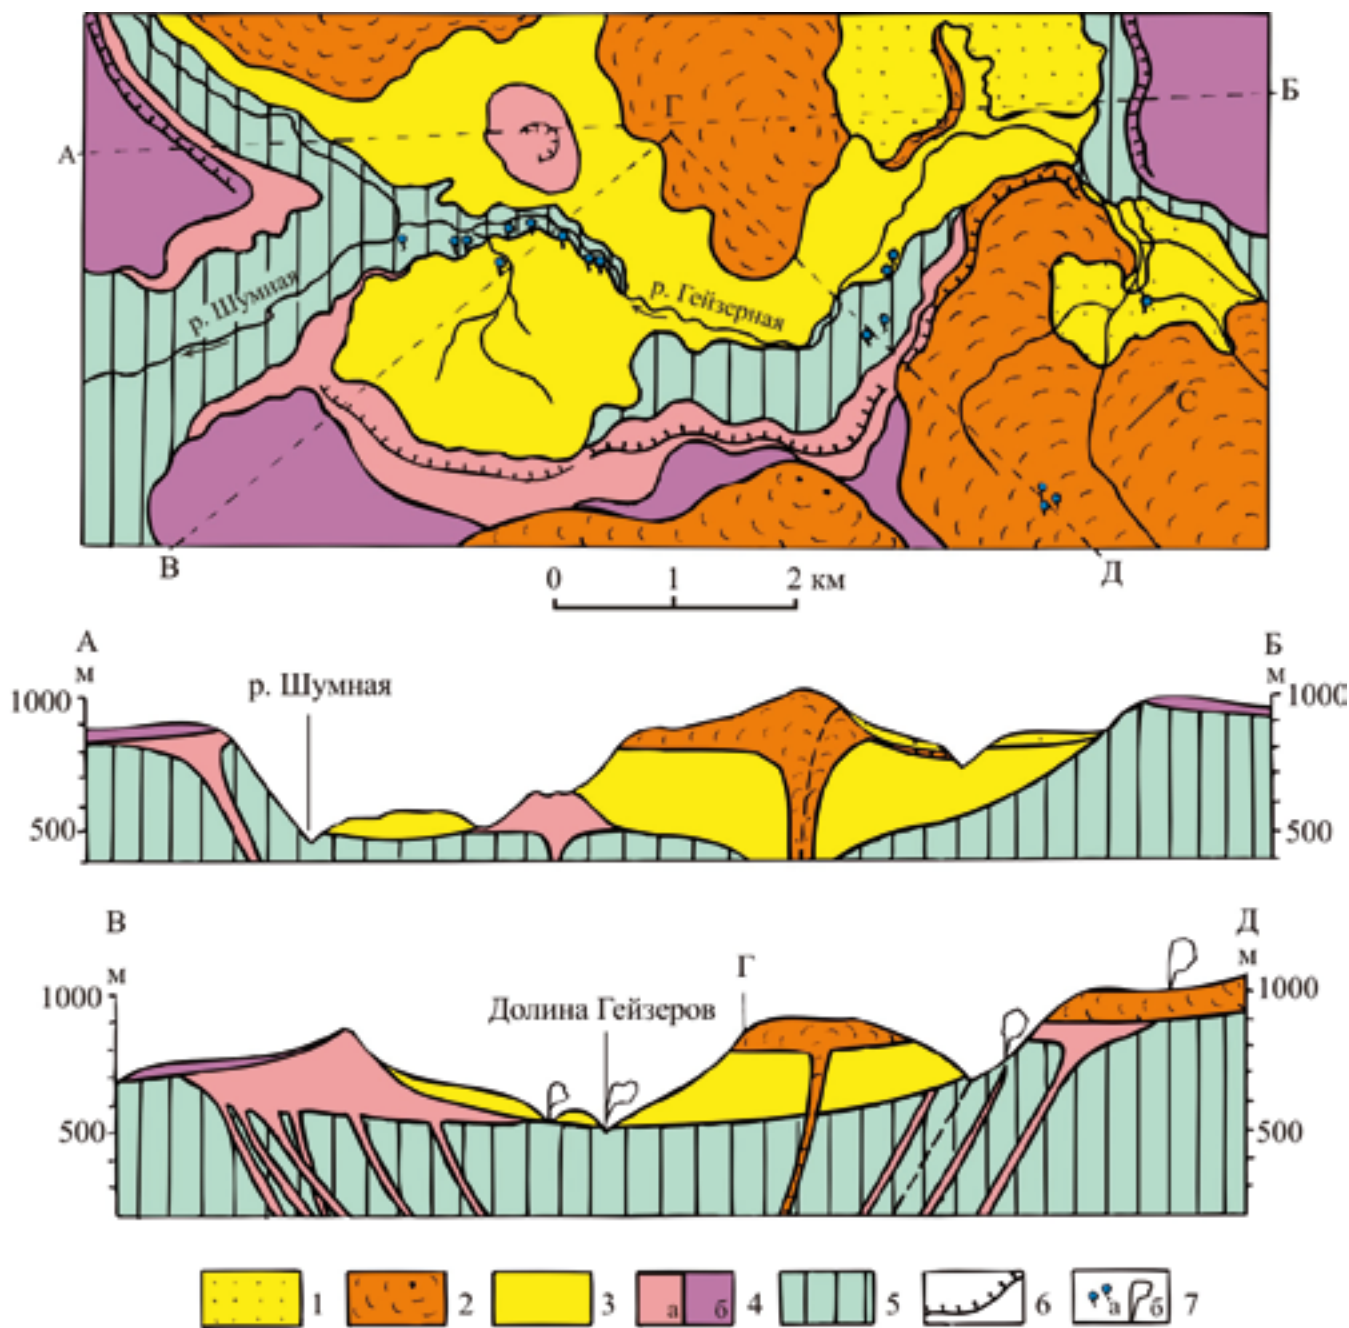 Б
А
Г
р. Шумная
р. Гейзерная
С
В
Д
0 1 2 км
А Б
м м
р. Шумная
1000 1000
500 500
В Д
Г
м м
Долина Гейзеров
1000 1000
500 500
1 2 3 а б 4 5 6 а б 7